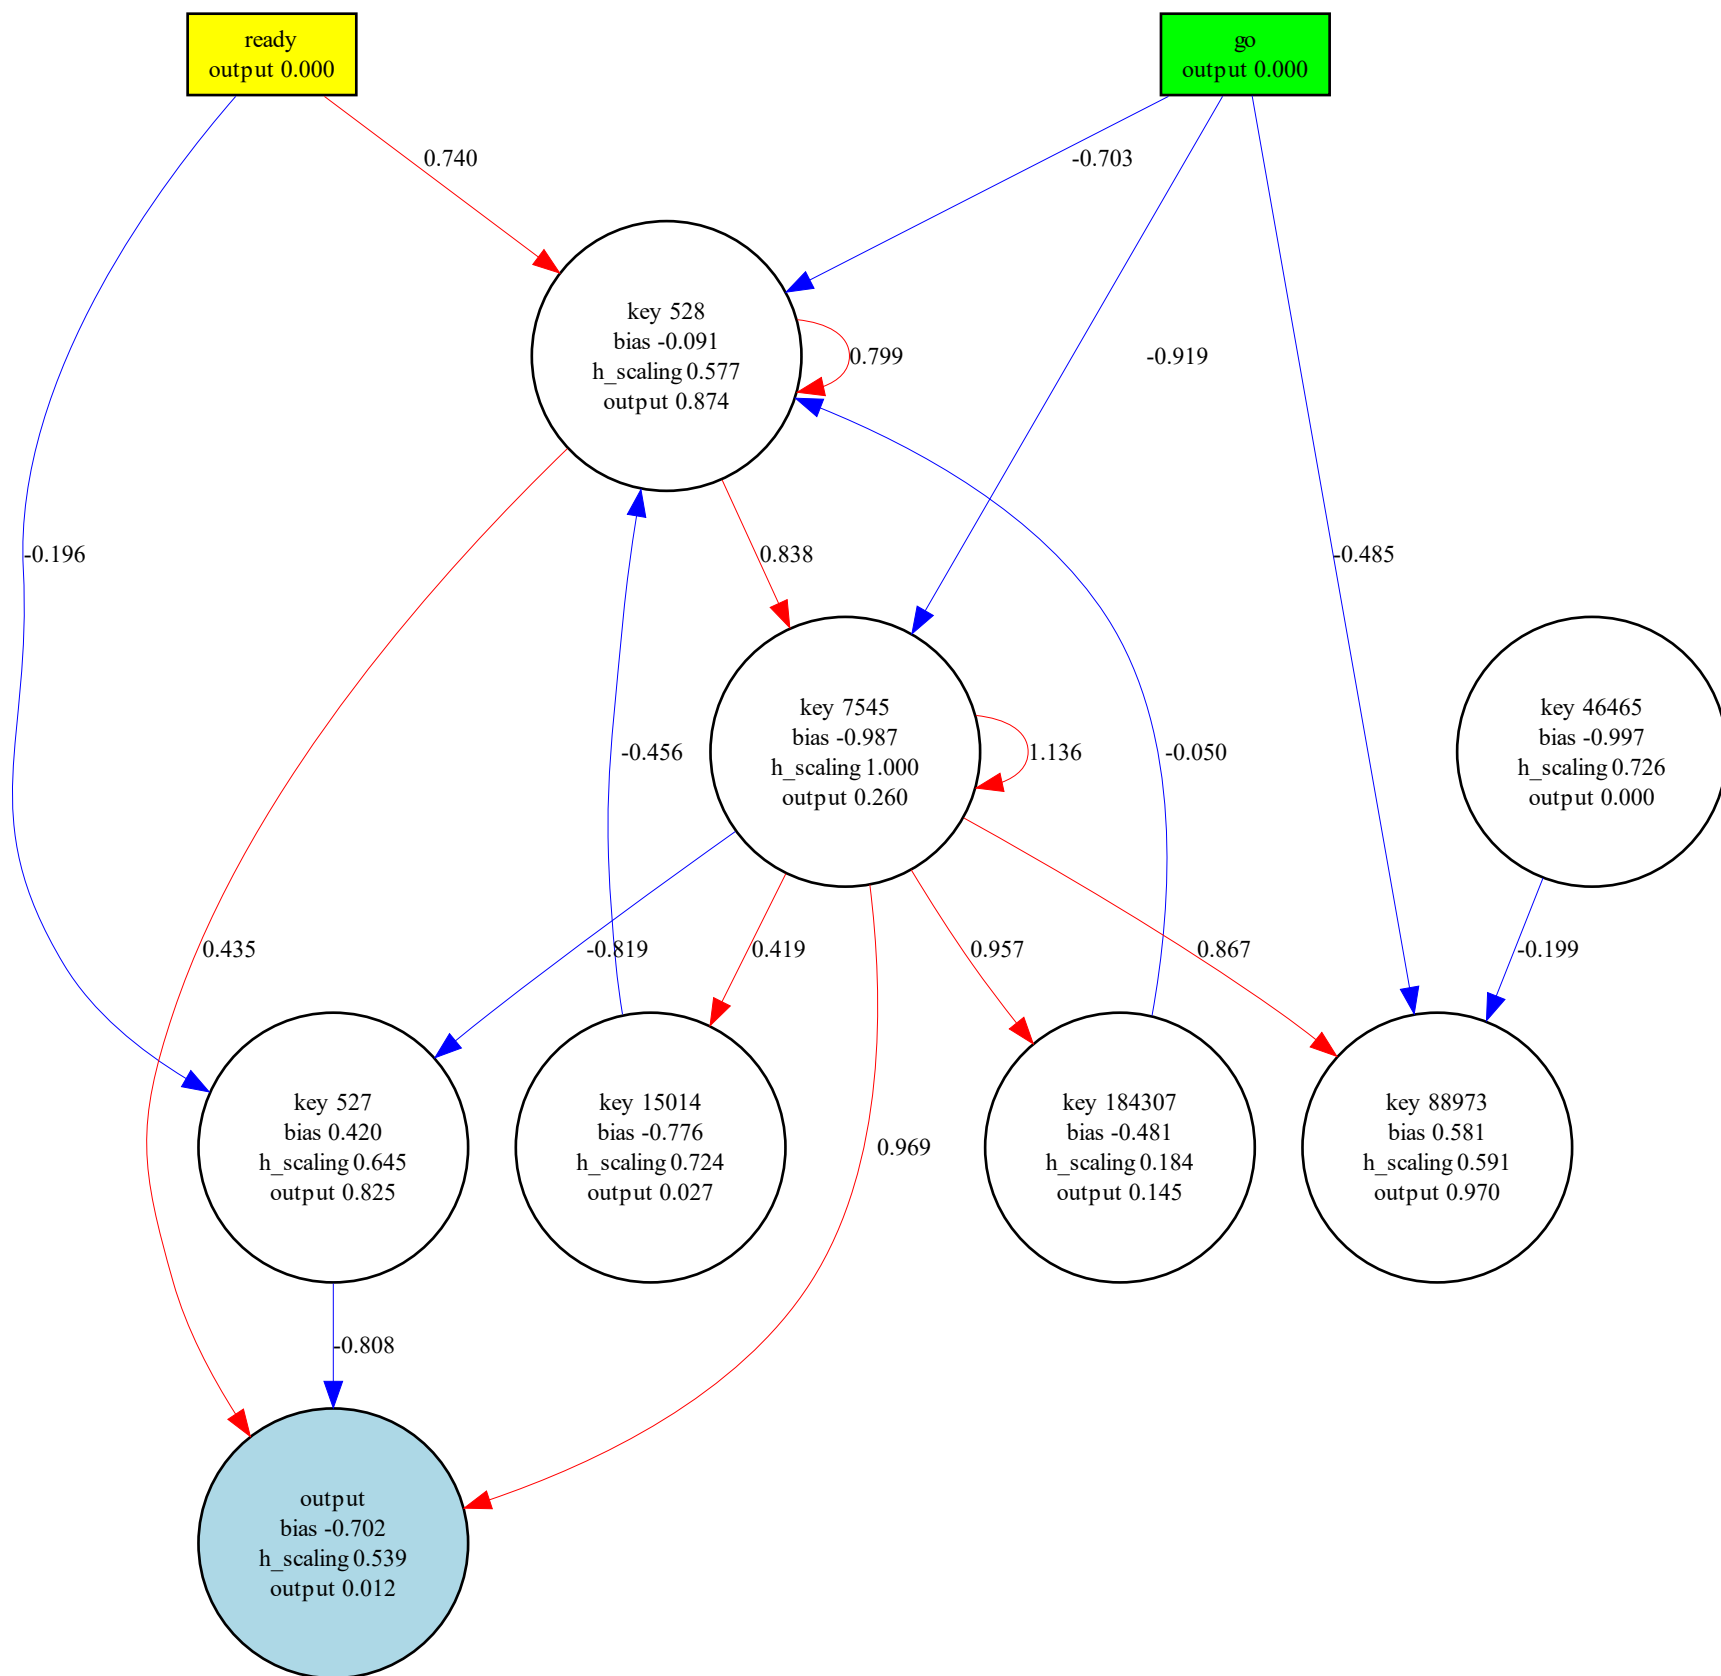 ready
output 0.000
go
output 0.000
0.740
-0.703
key 528
bias -0.091
h_scaling 0.577
output 0.874
0.799
-0.919
-0.196
0.838
-0.485
key 7545
bias -0.987
h_scaling 1.000
output 0.260
-0.456
1.136
-0.050
key 46465
bias -0.997
h_scaling 0.726
output 0.000
0.435
-0.819
0.419
0.957
0.867
-0.199
key 527
bias 0.420
h_scaling 0.645
output 0.825
key 15014
bias -0.776
h_scaling 0.724
output 0.027
0.969
key 184307
bias -0.481
h_scaling 0.184
output 0.145
key 88973
bias 0.581
h_scaling 0.591
output 0.970
-0.808
output
bias -0.702
h_scaling 0.539
output 0.012